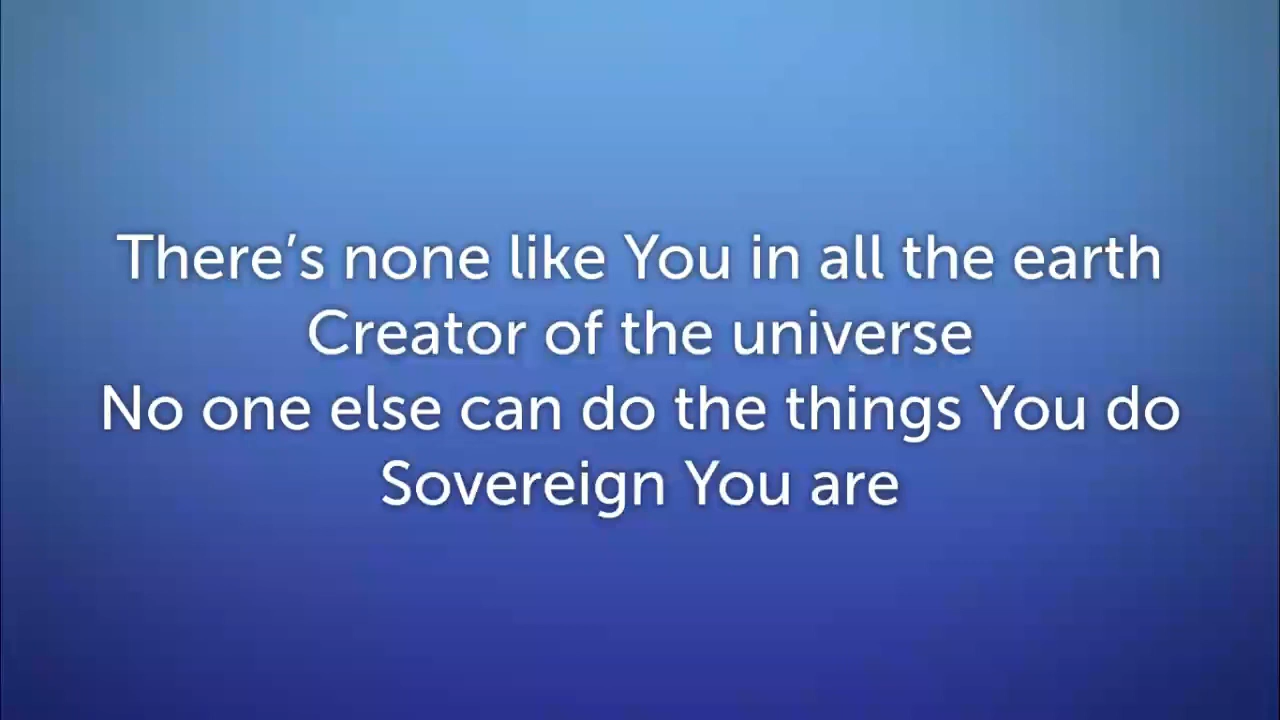 There’s none like You in all the earth
Creator of the universe
No one else can do the things You do
Sovereign You are